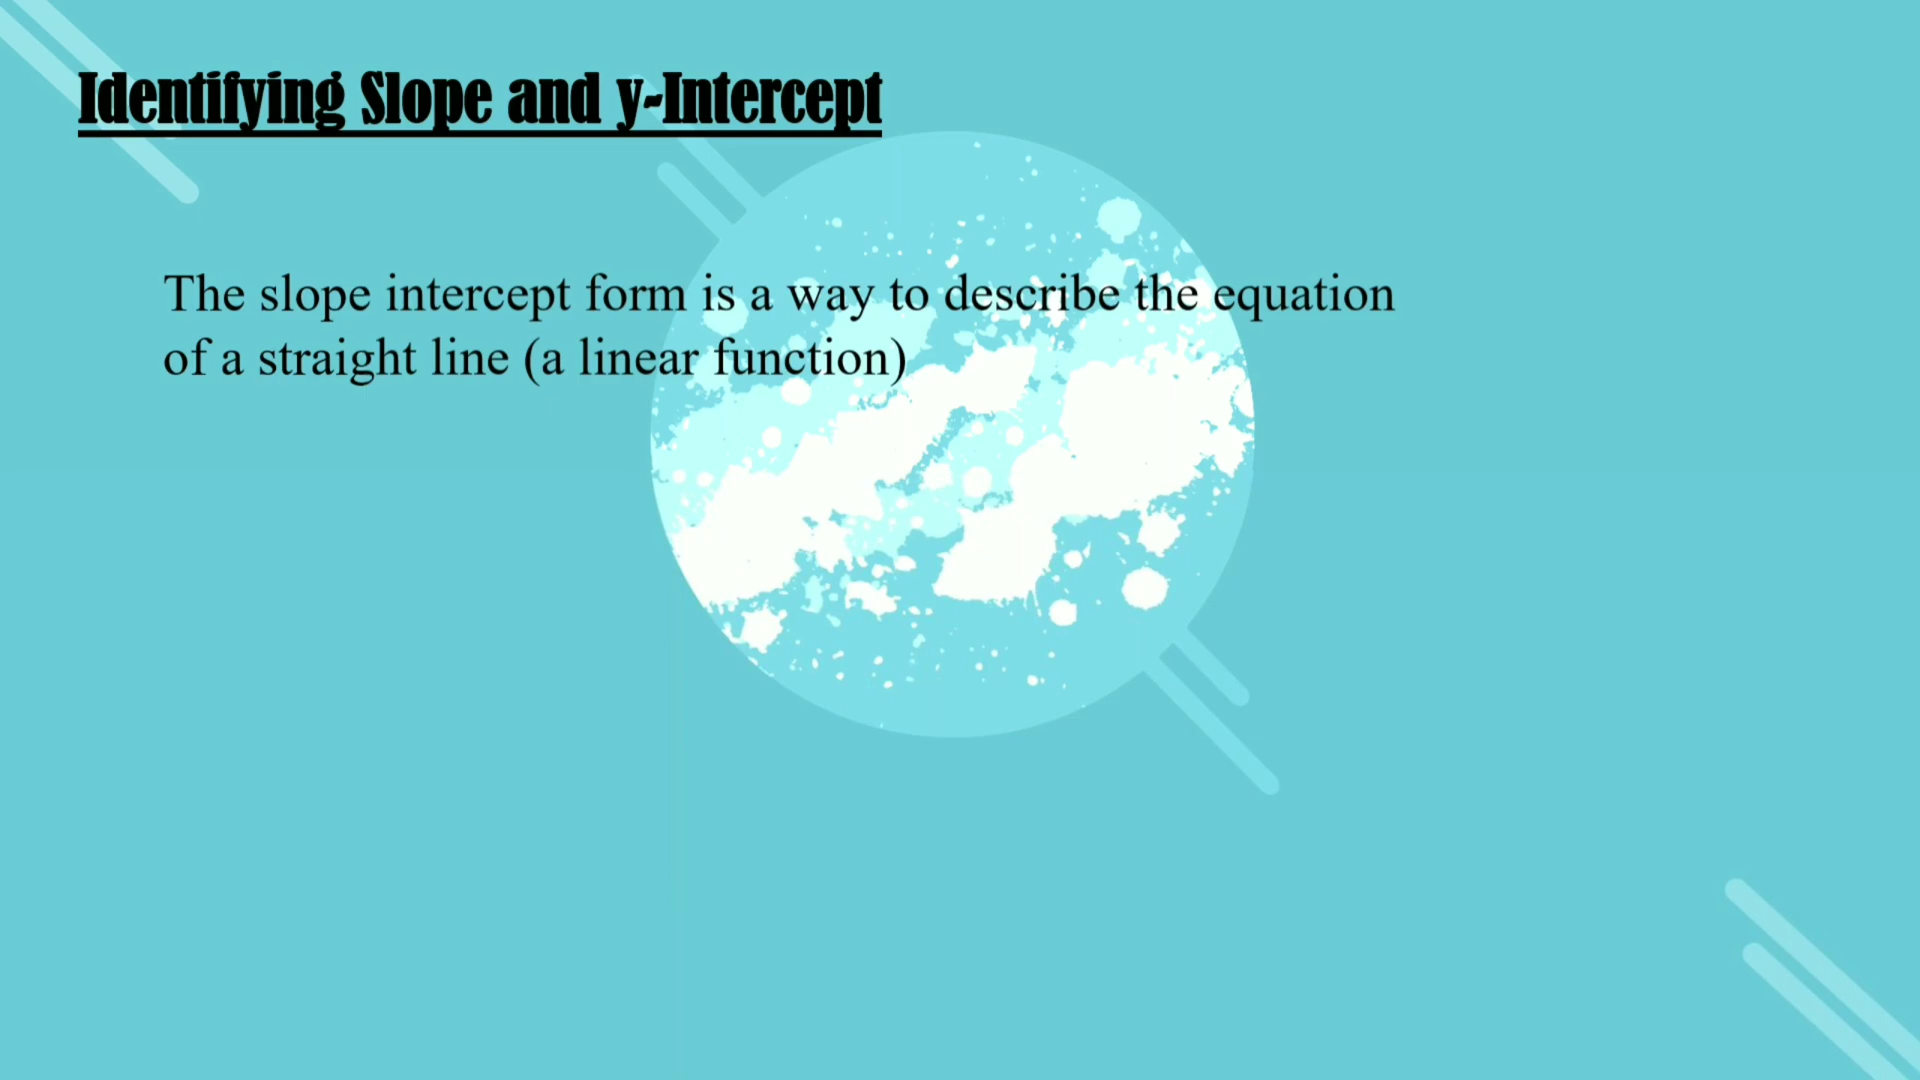 Identifying Slope and y-Intercept
The slope intercept form is a way to describe the equation
of a straight line (a linear function)